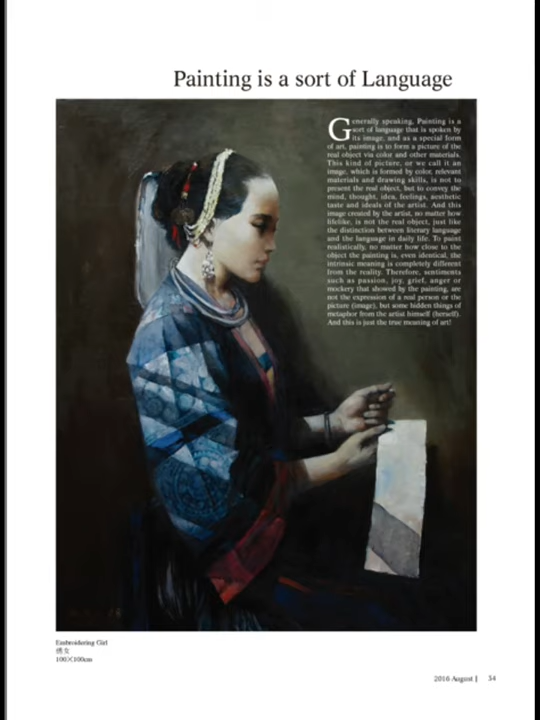 Painting is a sort of Language
Generally speaking, Painting is a
sort of language that is spoken by
its image, and as a special form
of art, painting is to form a picture of the
real object via color and other materials.
This kind of picture, or we call it an
image, which is formed by color, relevant
materials and drawing skills, is not to
present the real object, but to convey the
mind, thought, idea, feelings, aesthetic
taste and ideals of the artist. And this
image created by the artist, no matter how
lifelike, is not the real object, just like
the distinction between literary language
and the language in daily life. To paint
realistically, no matter how close to the
object the painting is, even identical, the
intrinsic meaning is completely different
from the reality. Therefore, sentiments
such as passion, joy, grief, anger or
mockery that showed by the painting, are
not the expression of a real person or the
picture (image), but some hidden things of
metaphor from the artist himself (herself).
And this is just the true meaning of art!
Embroidering Girl
绣女
100×100cm
2016 August | 34